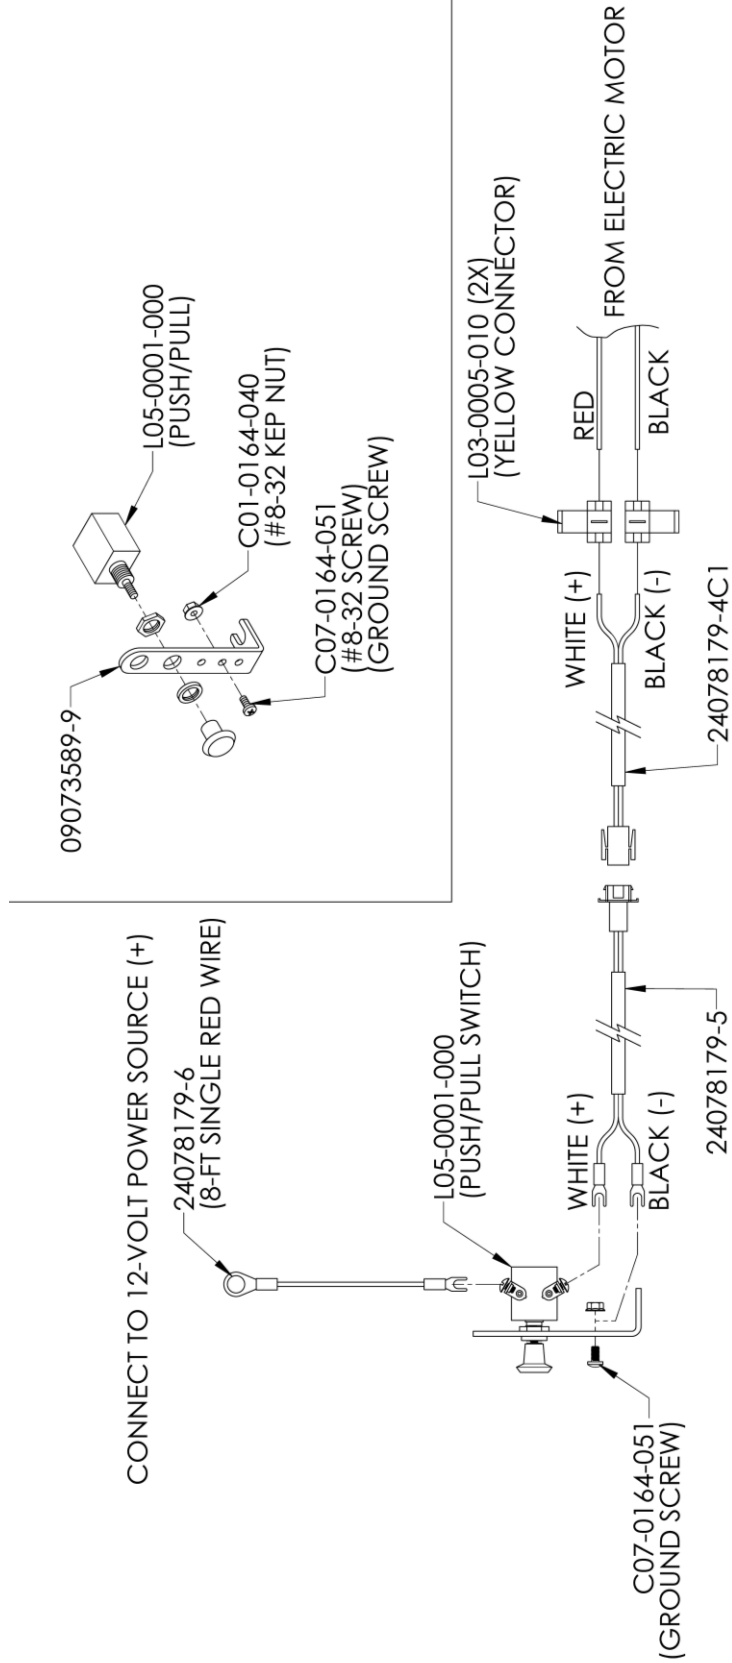 CONNECT TO 12-VOLT POWER SOURCE (+)
24078179-6
(8-FT SINGLE RED WIRE)
09073589-9
L05-0001-000
(PUSH/PULL)
C01-0164-040
(#8-32 KEP NUT)
C07-0164-051
(#8-32 SCREW)
(GROUND SCREW)
L05-0001-000
(PUSH/PULL SWITCH)
L03-0005-010 (2X)
(YELLOW CONNECTOR)
WHITE (+)
BLACK (-)
WHITE (+)
BLACK (-)
RED
BLACK
FROM ELECTRIC MOTOR
C07-0164-051
(GROUND SCREW)
24078179-5
24078179-4C1